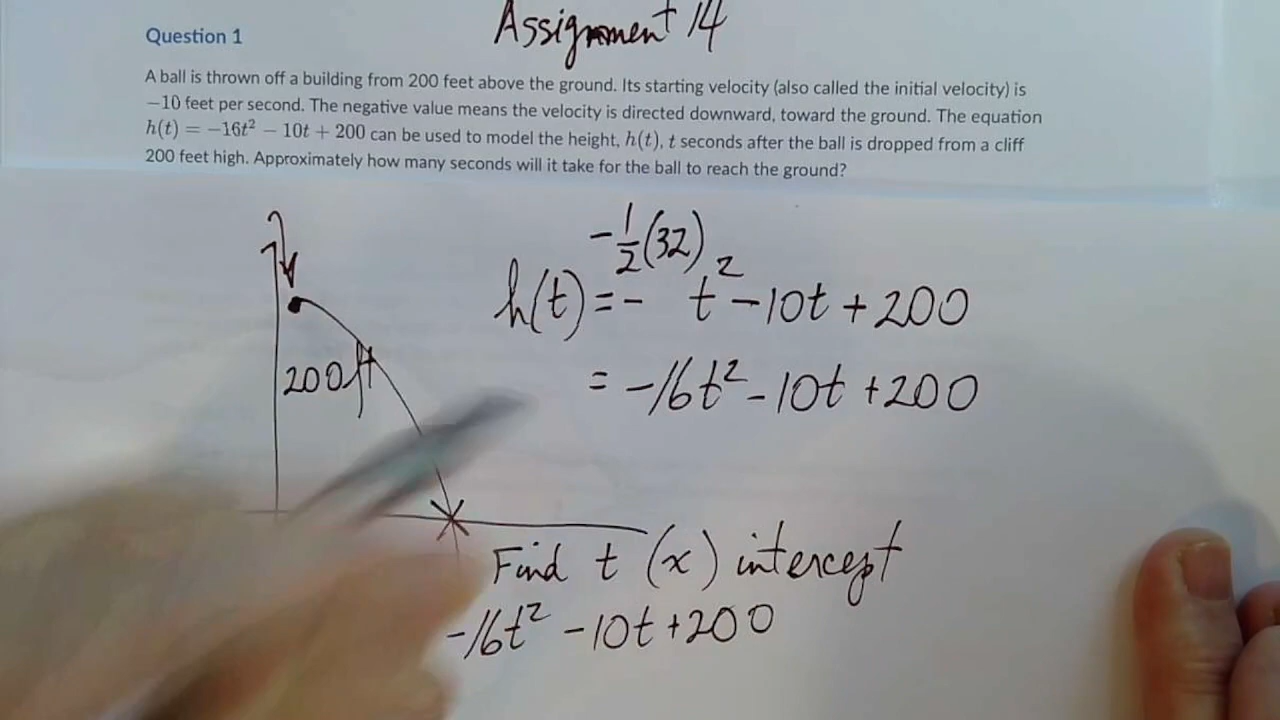 Assignment 14
Question 1
A ball is thrown off a building from 200 feet above the ground. Its starting velocity (also called the initial velocity) is
−10 feet per second. The negative value means the velocity is directed downward, toward the ground. The equation
h(t) = −16t² − 10t + 200 can be used to model the height, h(t), t seconds after the ball is dropped from a cliff
200 feet high. Approximately how many seconds will it take for the ball to reach the ground?
-½(32)
h(t) = - t² - 10t + 200
200ft
= -16t² - 10t + 200
Find t (x) intercept
-16t² - 10t + 200